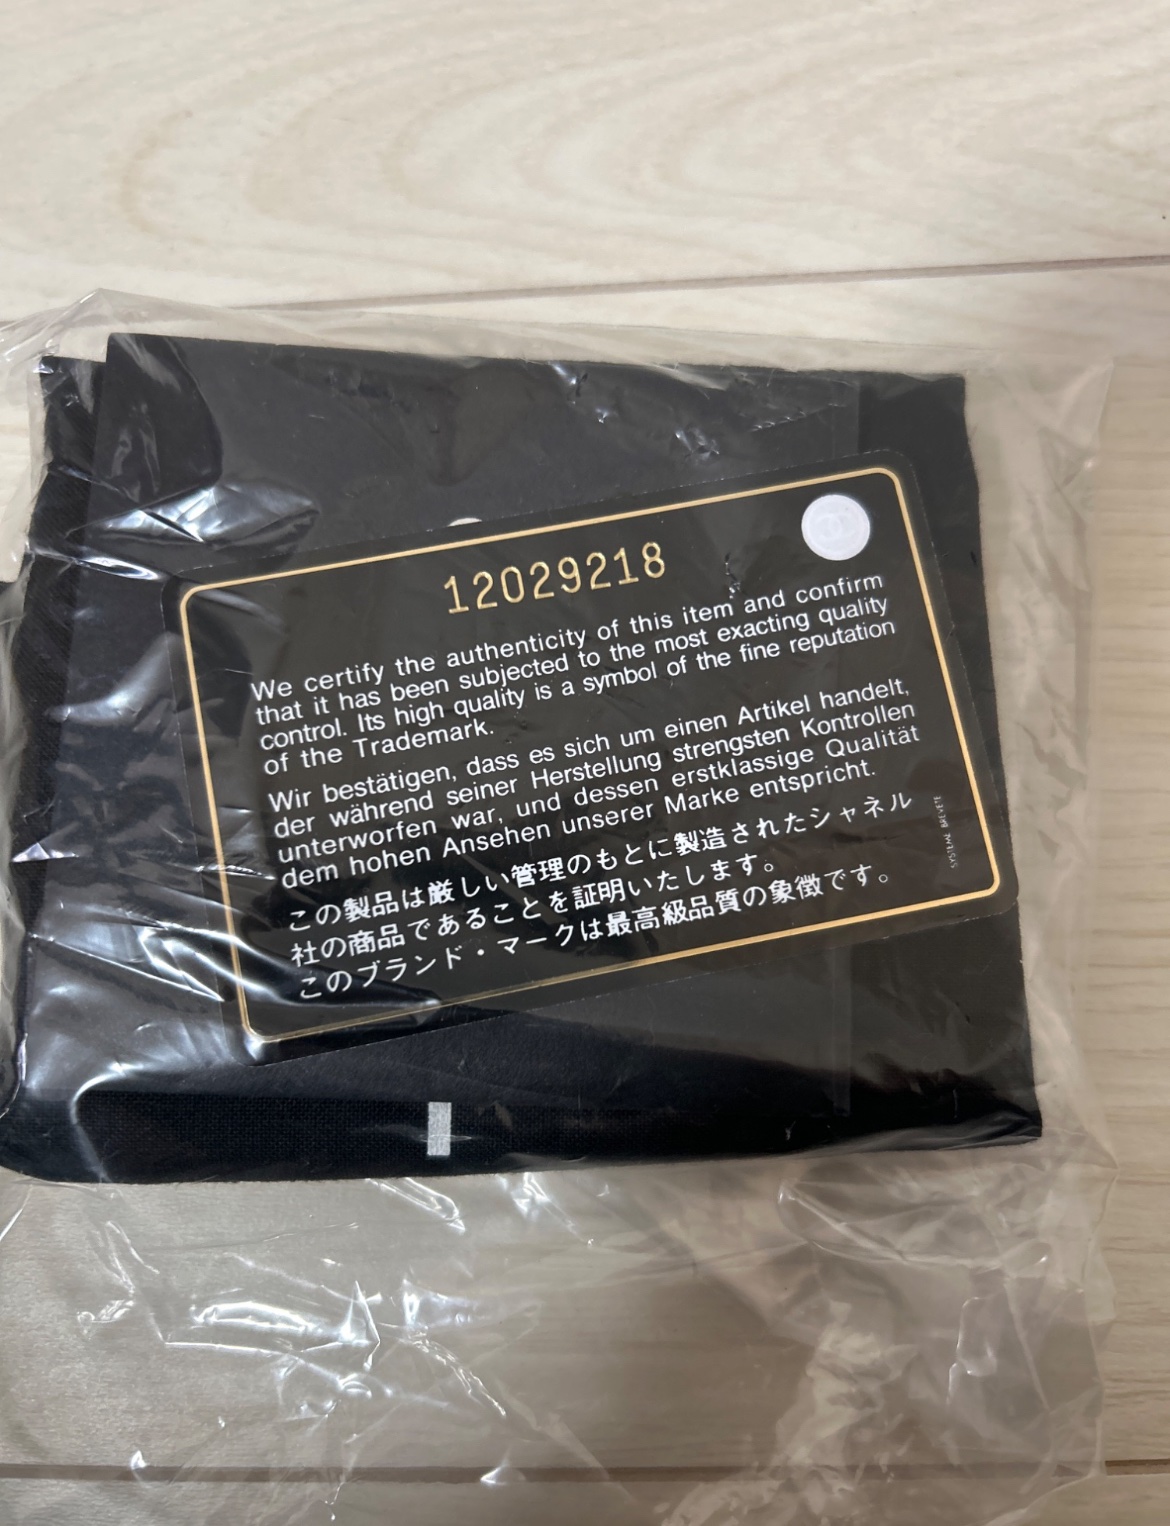 12029218
We certify the authenticity of this item and confirm
that it has been subjected to the most exacting quality
control. Its high quality is a symbol of the fine reputation
of the Trademark.
Wir bestätigen, dass es sich um einen Artikel handelt,
der während seiner Herstellung strengsten Kontrollen
unterworfen war, und dessen erstklassige Qualität
dem hohen Ansehen unserer Marke entspricht.
この製品は厳しい管理のもとに製造されたシャネル
社の商品であることを証明いたします。
このブランド・マークは最高級品質の象徴です。
SYSTEME BREVETE